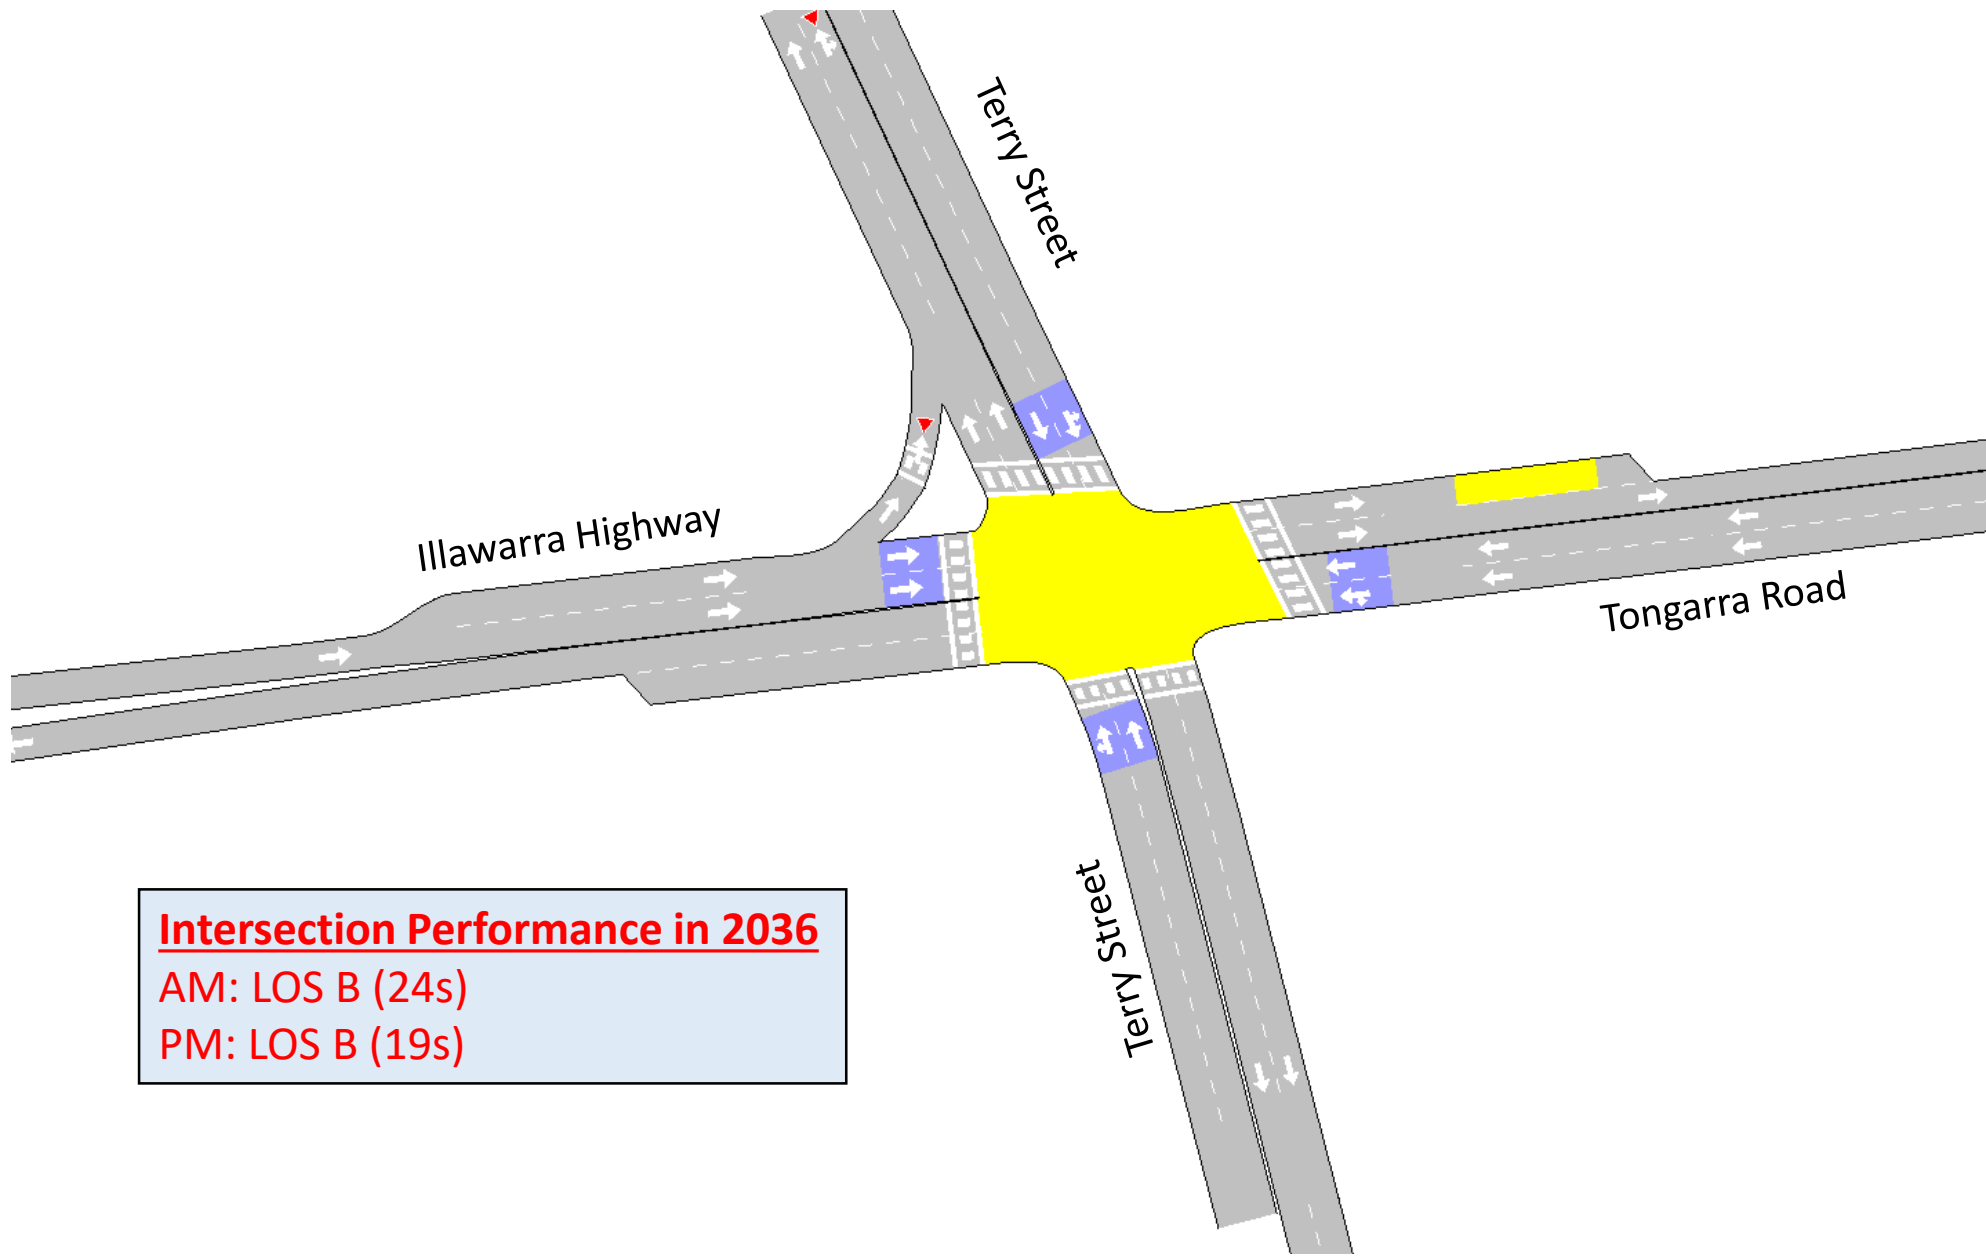 Terry Street
Illawarra Highway
Tongarra Road
Terry Street
Intersection Performance in 2036
AM: LOS B (24s)
PM: LOS B (19s)